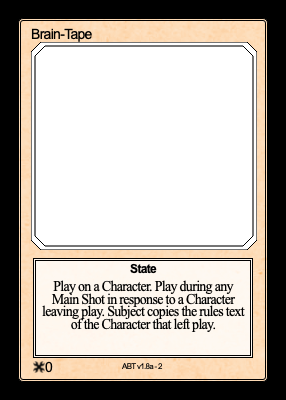 Brain-Tape
State
Play on a Character. Play during any
Main Shot in response to a Character
leaving play. Subject copies the rules text
of the Character that left play.
0
ABT v1.8a - 2